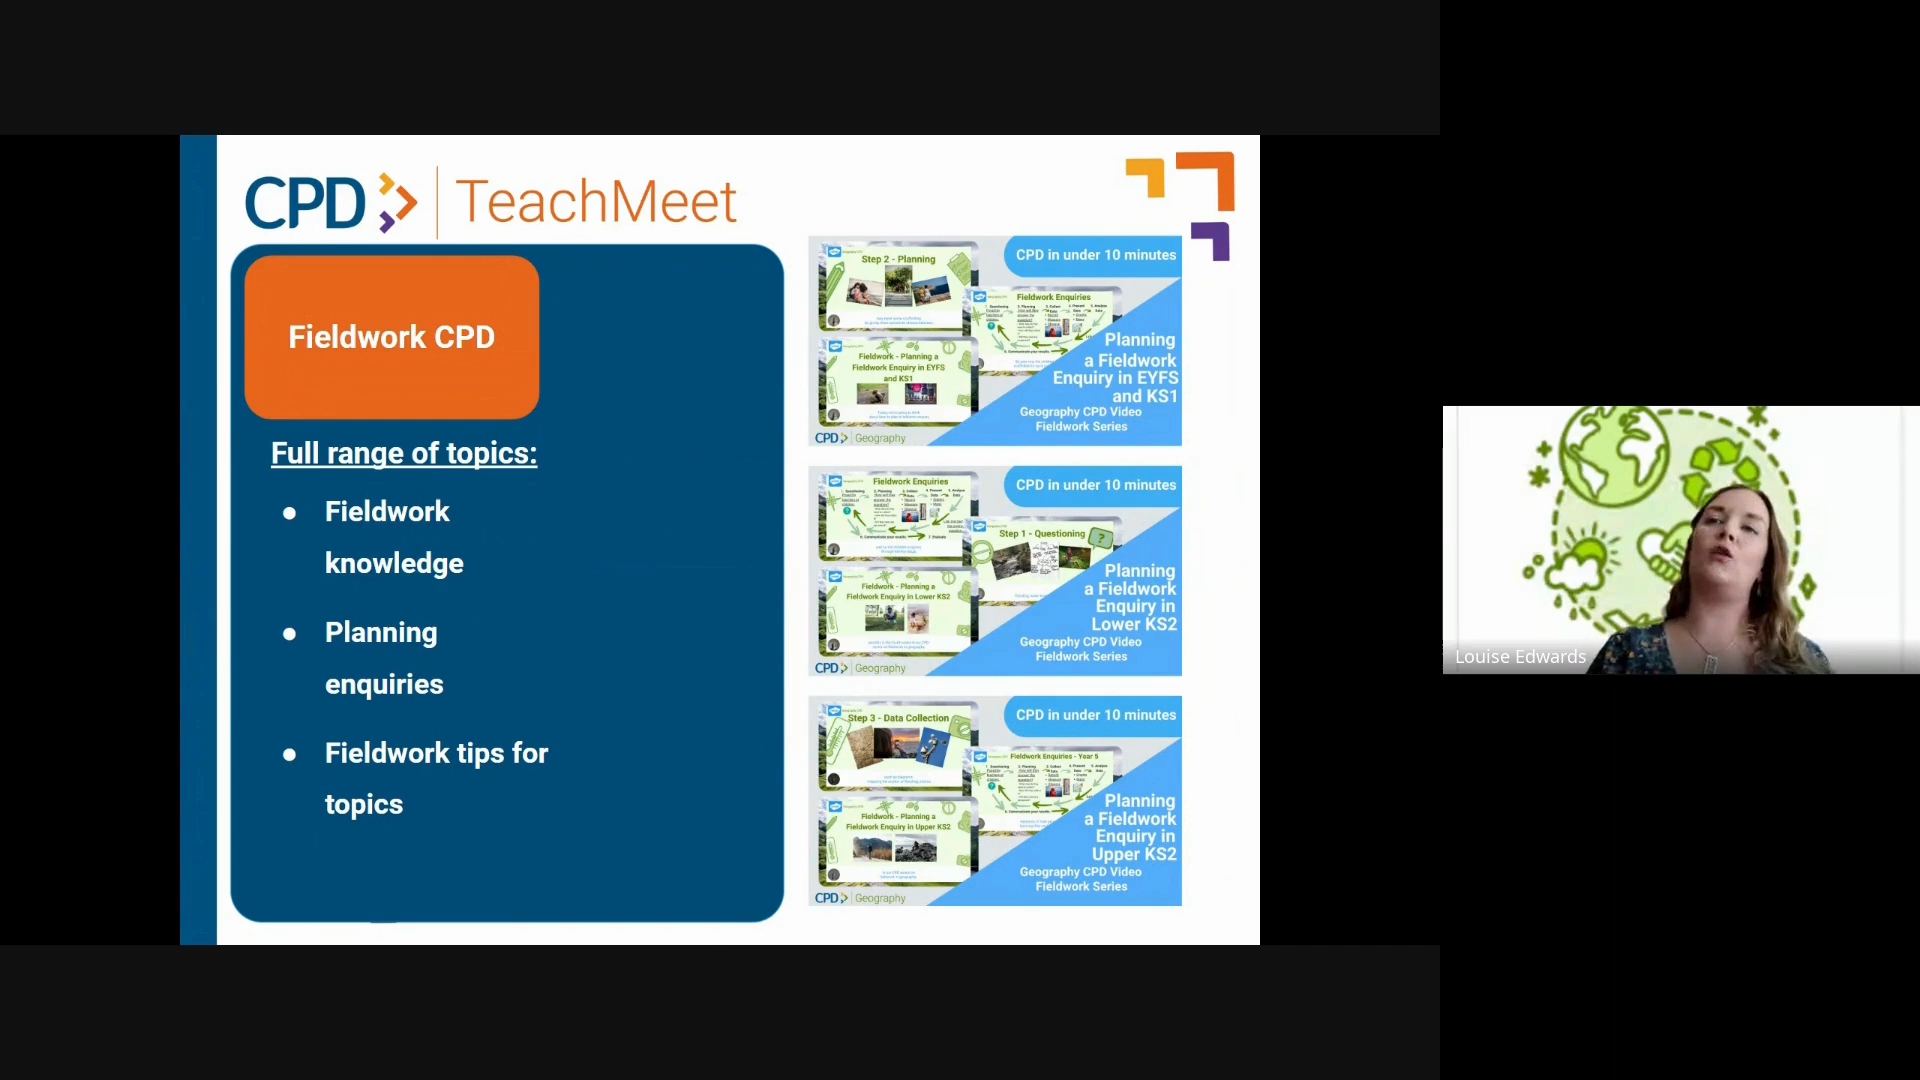 CPD
TeachMeet
Fieldwork CPD
Full range of topics:
● Fieldwork
knowledge
● Planning
enquiries
● Fieldwork tips for
topics
CPD in under 10 minutes
Step 2 - Planning
Fieldwork Enquiries
Fieldwork - Planning a
Fieldwork Enquiry in EYFS
and KS1
Planning
a Fieldwork
Enquiry in EYFS
and KS1
Geography CPD Video
Fieldwork Series
CPD Geography
CPD in under 10 minutes
Fieldwork Enquiries
Step 1 - Questioning
Fieldwork - Planning a
Fieldwork Enquiry in Lower KS2
Planning
a Fieldwork
Enquiry in
Lower KS2
Geography CPD Video
Fieldwork Series
CPD Geography
CPD in under 10 minutes
Step 3 - Data Collection
Fieldwork Enquiries - Year 5
Fieldwork - Planning a
Fieldwork Enquiry in Upper KS2
Planning
a Fieldwork
Enquiry in
Upper KS2
Geography CPD Video
Fieldwork Series
CPD Geography
Louise Edwards